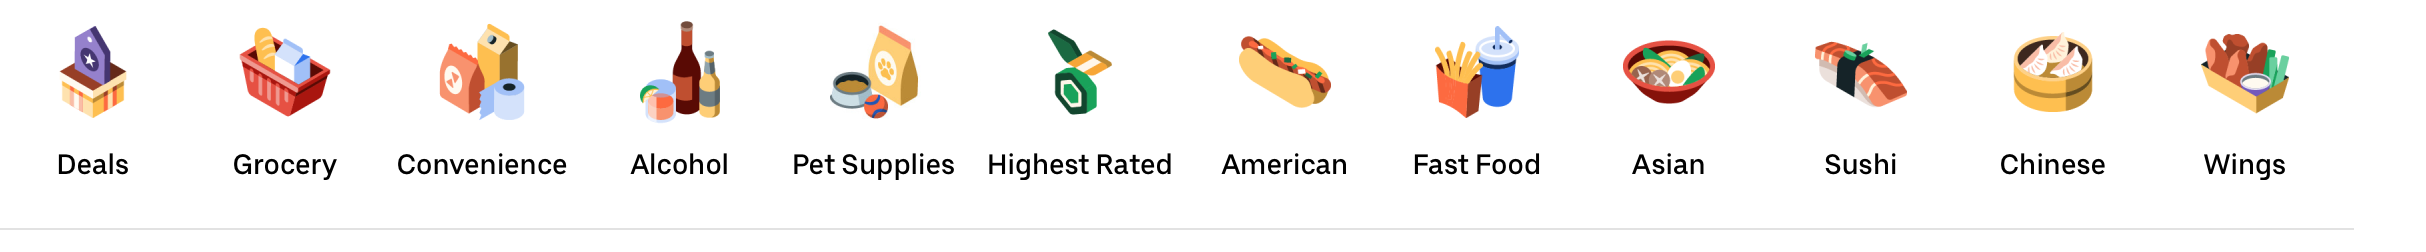 Deals
Grocery
Convenience
Alcohol
Pet Supplies
Highest Rated
American
Fast Food
Asian
Sushi
Chinese
Wings